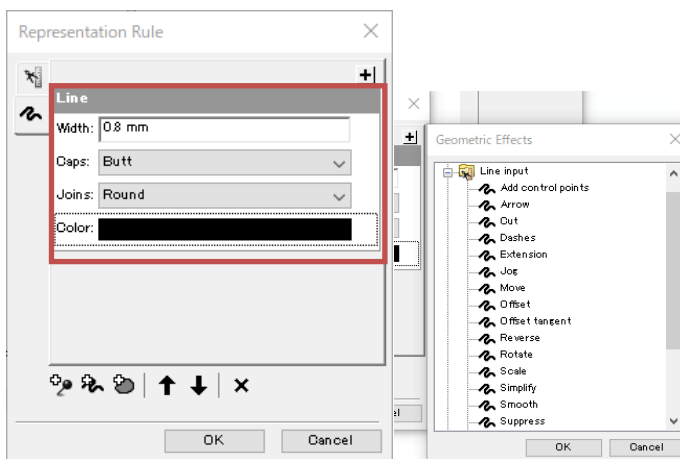 Representation Rule
Line
Width: 0.8 mm
Caps: Butt
Joins: Round
Color:
OK Cancel
Geometric Effects
Line input
Add control points
Arrow
Cut
Dashes
Extension
Jog
Move
Offset
Offset tangent
Reverse
Rotate
Scale
Simplify
Smooth
Suppress
OK Cancel